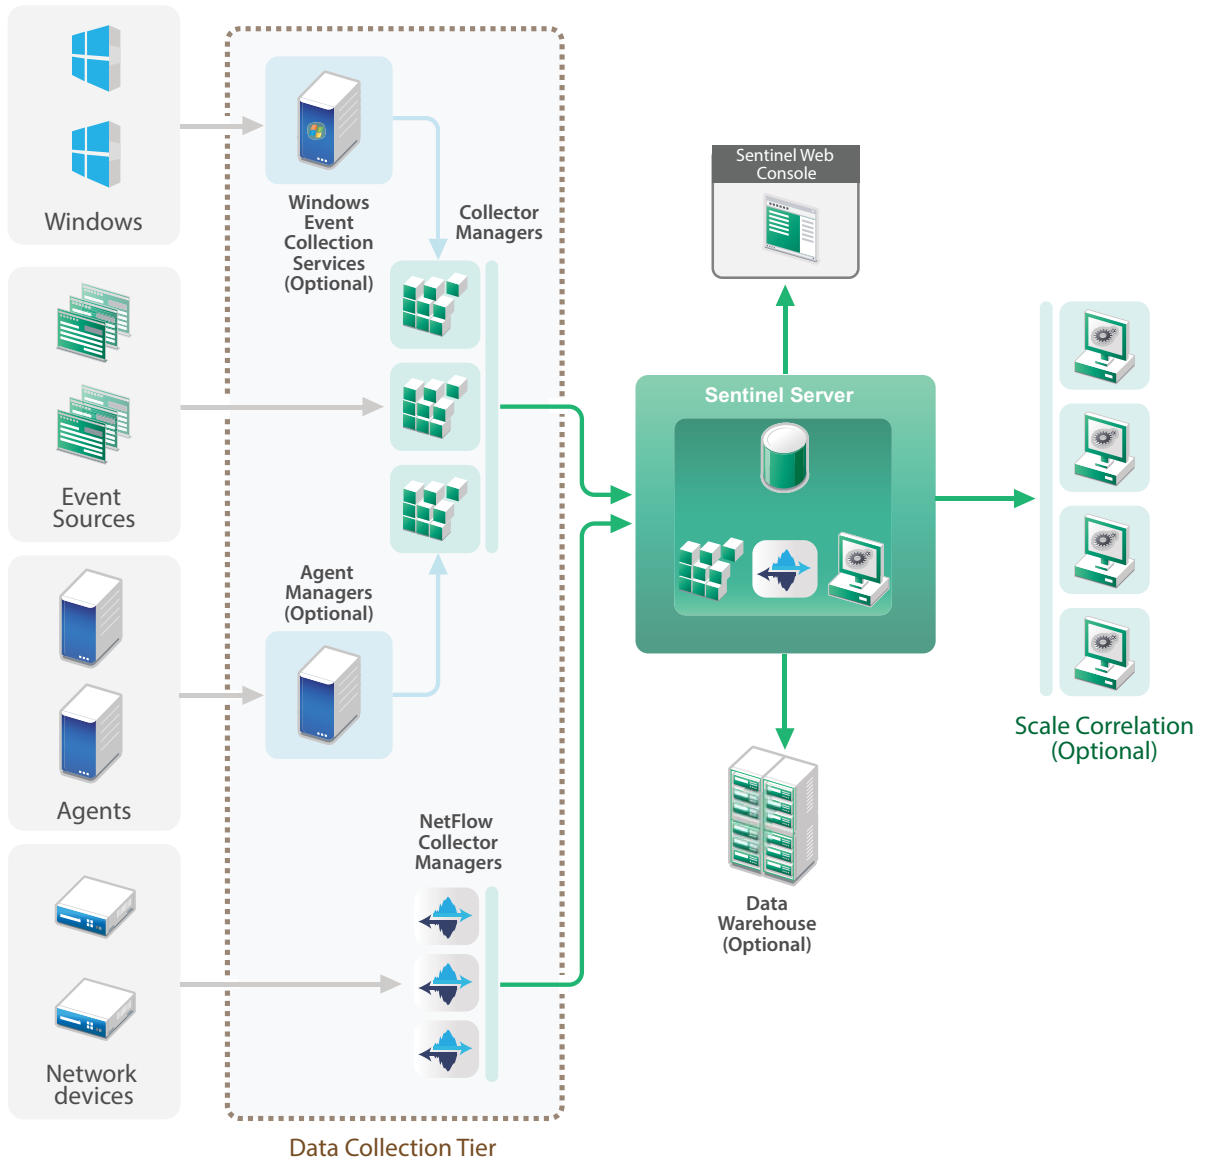 Windows
Event
Sources
Agents
Network
devices
Windows
Event
Collection
Services
(Optional)
Collector
Managers
Agent
Managers
(Optional)
NetFlow
Collector
Managers
Data Collection Tier
Sentinel Web
Console
Sentinel Server
Data
Warehouse
(Optional)
Scale Correlation
(Optional)